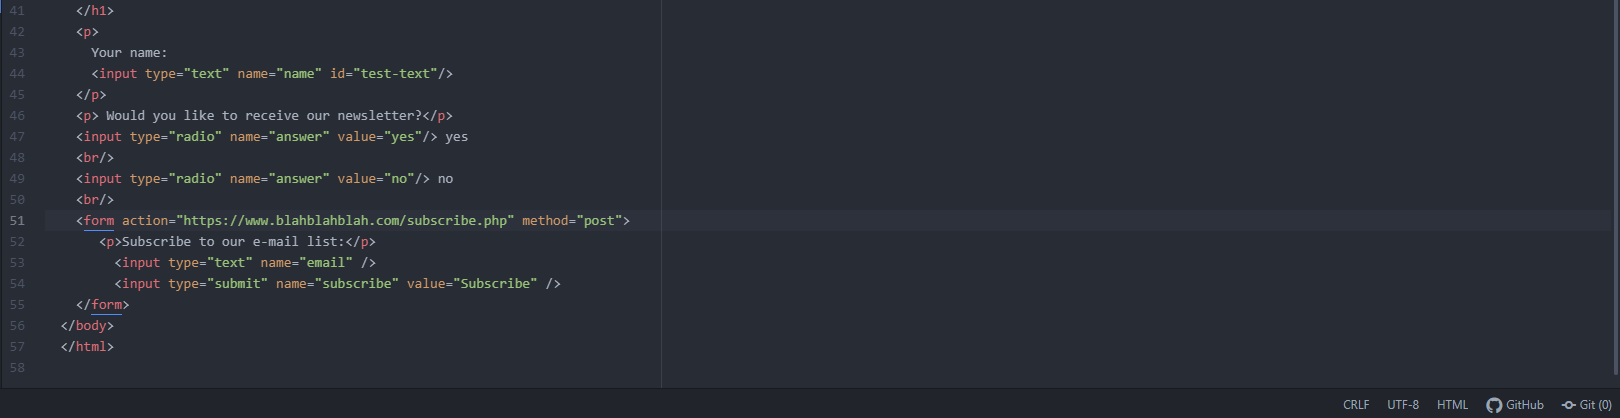 41 </h1>
42 <p>
43 Your name:
44 <input type="text" name="name" id="test-text"/>
45 </p>
46 <p> Would you like to receive our newsletter?</p>
47 <input type="radio" name="answer" value="yes"/> yes
48 <br/>
49 <input type="radio" name="answer" value="no"/> no
50 <br/>
51 <form action="https://www.blahblahblah.com/subscribe.php" method="post">
52 <p>Subscribe to our e-mail list:</p>
53 <input type="text" name="email" />
54 <input type="submit" name="subscribe" value="Subscribe" />
55 </form>
56 </body>
57 </html>
58
CRLF UTF-8 HTML GitHub Git (0)